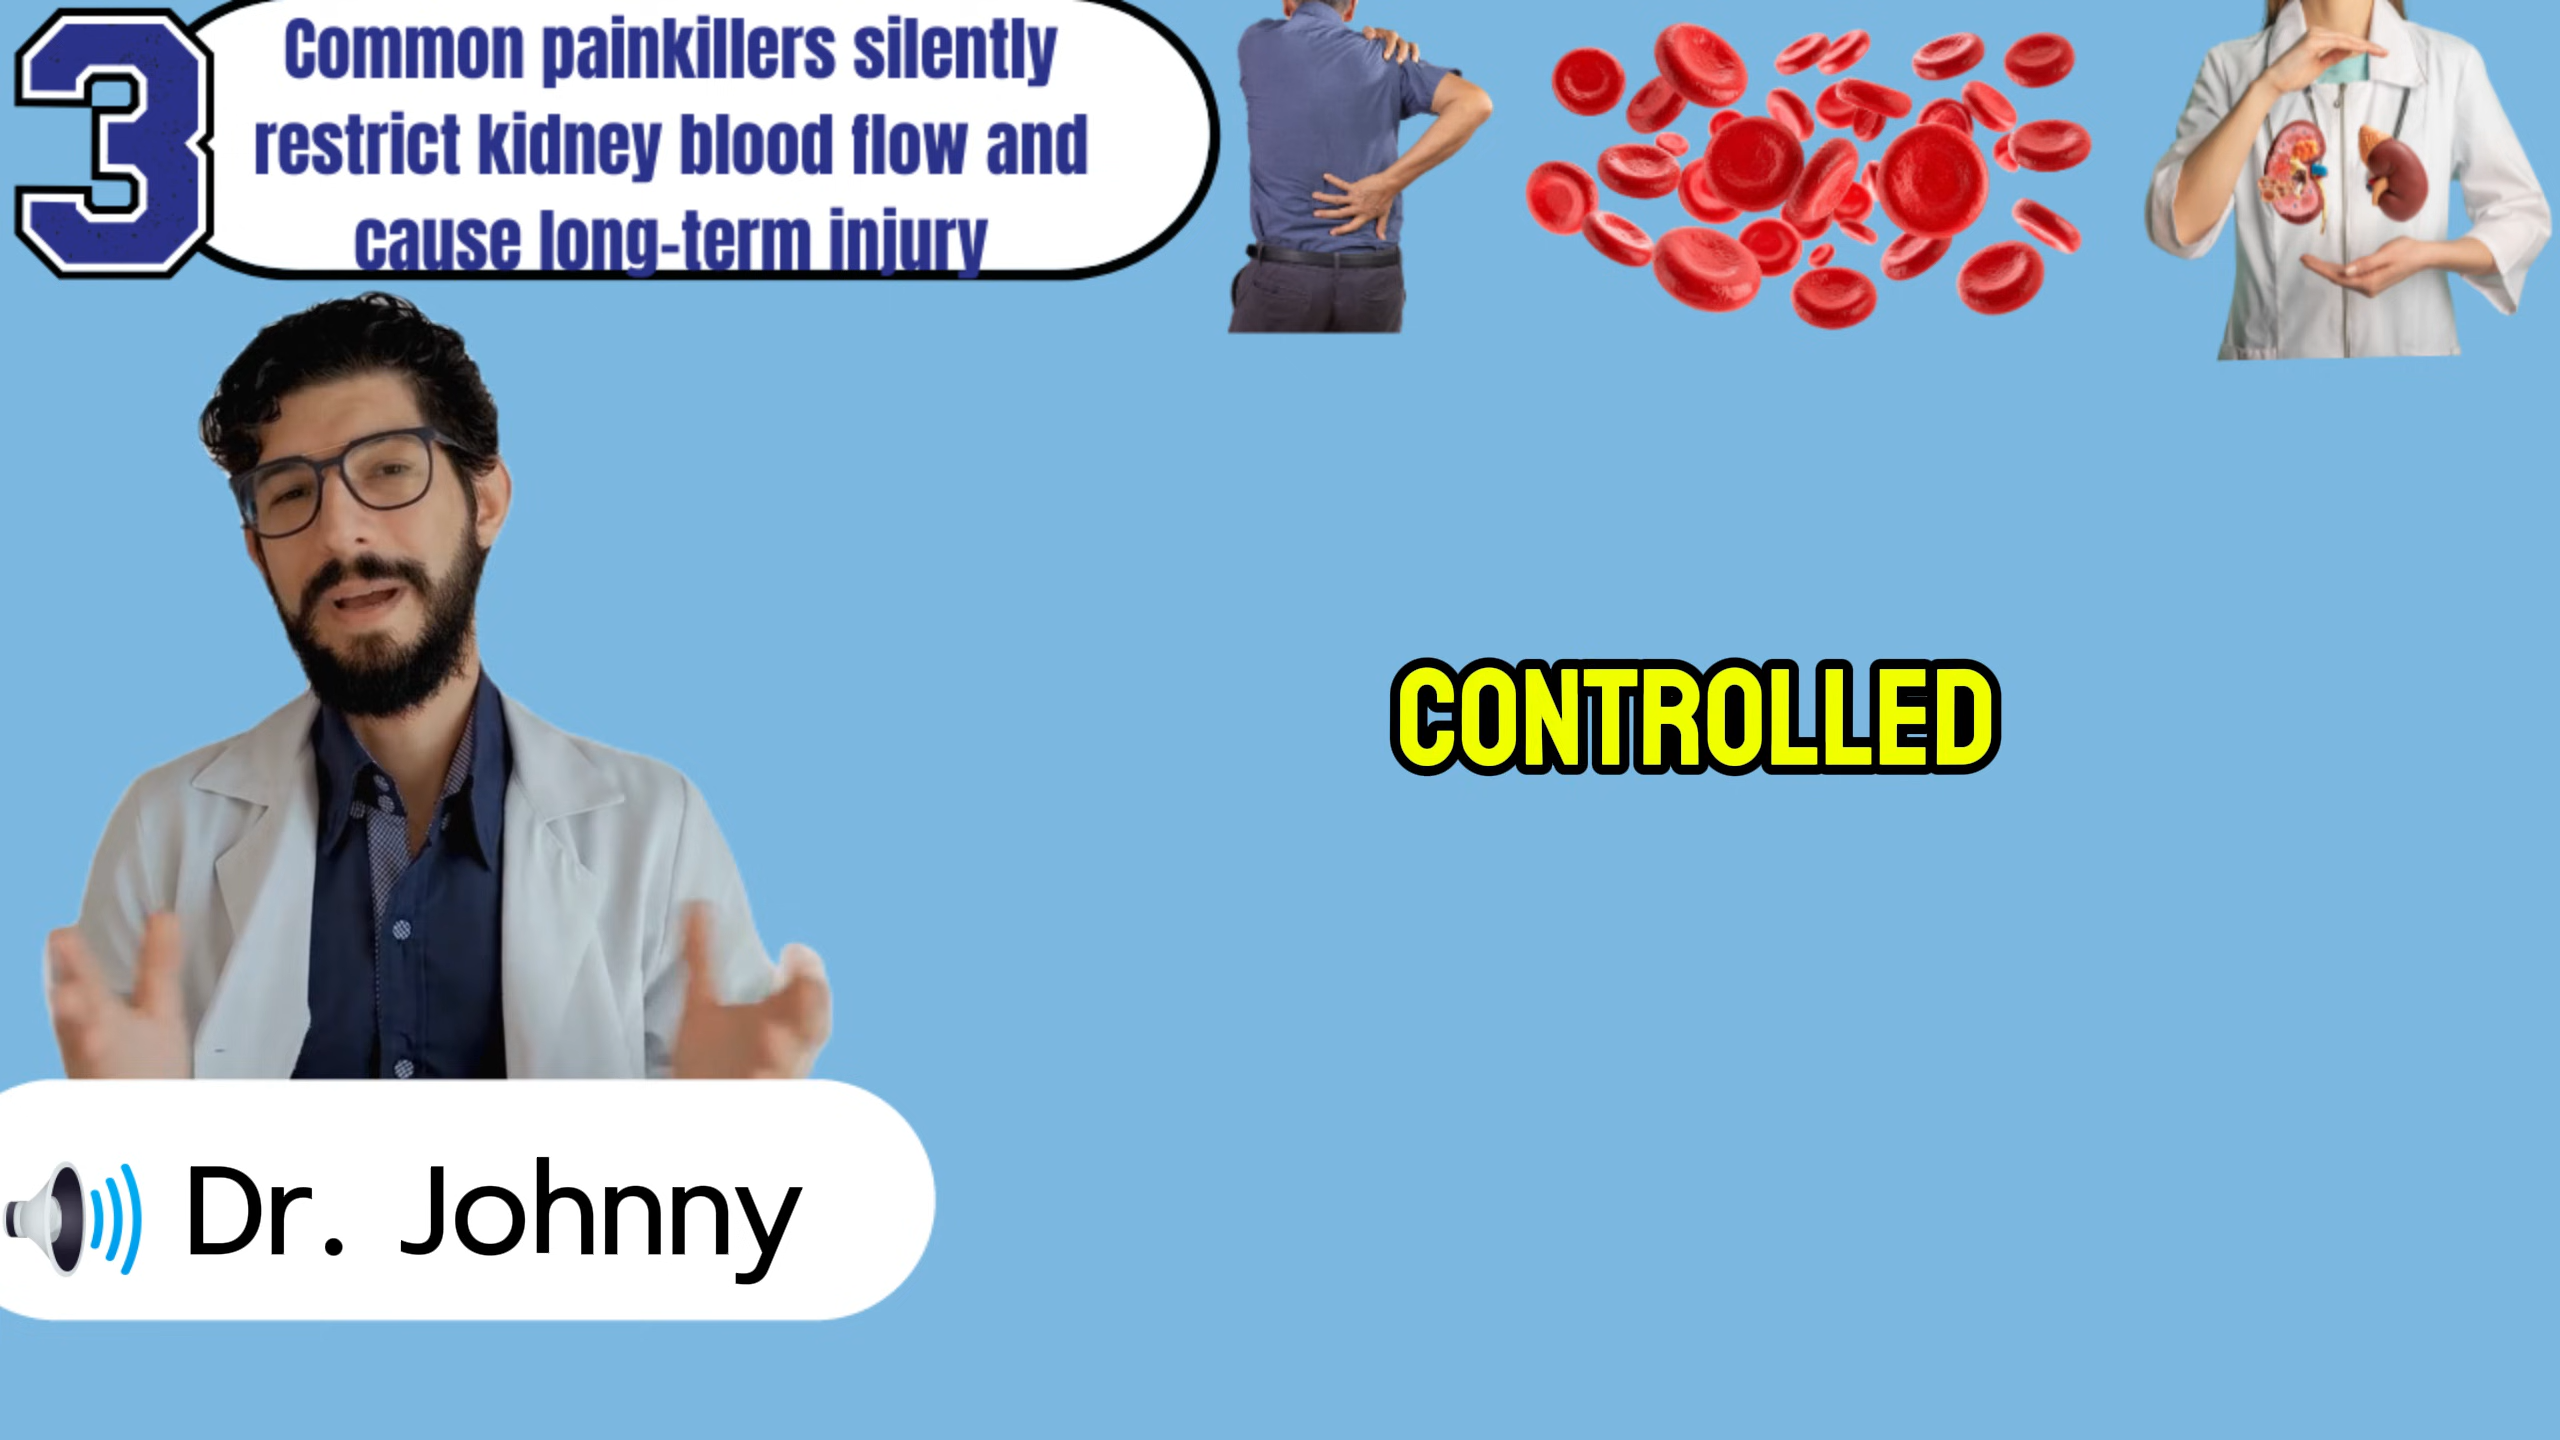 3
Common painkillers silently
restrict kidney blood flow and
cause long-term injury
CONTROLLED
Dr. Johnny